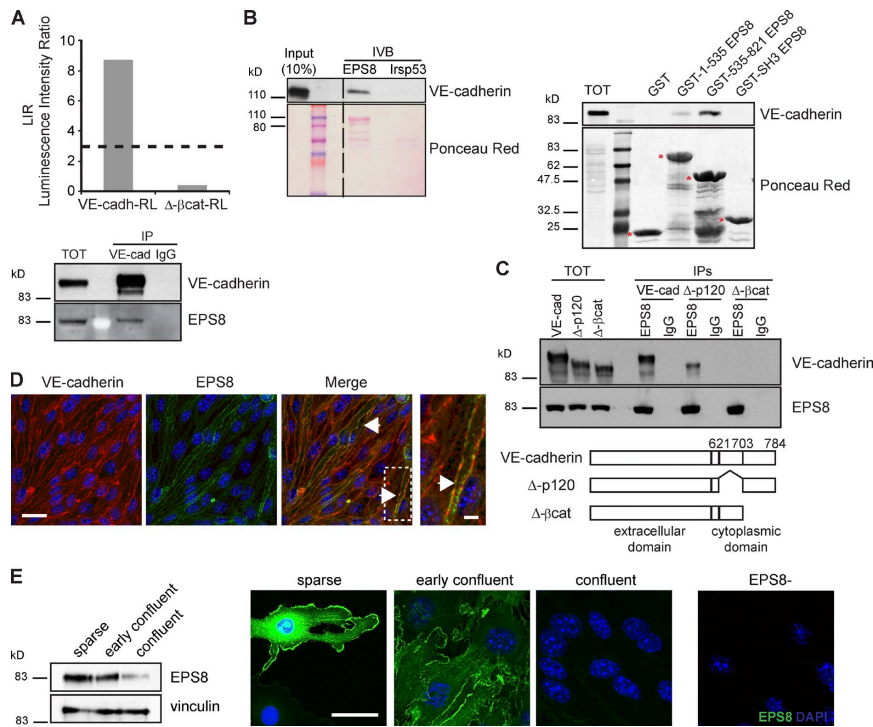 A
10
8
6
4
2
0
LIR
Luminescence Intensity Ratio
VE-cadh-RL
Δ-βcat-RL
IP
TOT
VE-cad
IgG
kD
VE-cadherin
83
83
EPS8
B
Input
(10%)
IVB
EPS8
Irsp53
kD
110
VE-cadherin
110
80
Ponceau Red
TOT
GST
GST-1-535 EPS8
GST-535-821 EPS8
GST-SH3 EPS8
kD
83
VE-cadherin
83
62
47.5
32.5
25
*
*
*
*
Ponceau Red
C
TOT
IPs
VE-cad
Δ-p120
Δ-βcat
VE-cad
Δ-p120
Δ-βcat
EPS8
IgG
EPS8
IgG
EPS8
IgG
kD
83
VE-cadherin
83
EPS8
621
703
784
VE-cadherin
Δ-p120
Δ-βcat
extracellular
domain
cytoplasmic
domain
D
VE-cadherin
EPS8
Merge
E
sparse
early confluent
confluent
kD
83
EPS8
83
vinculin
sparse
early confluent
confluent
EPS8-
EPS8 DAPI